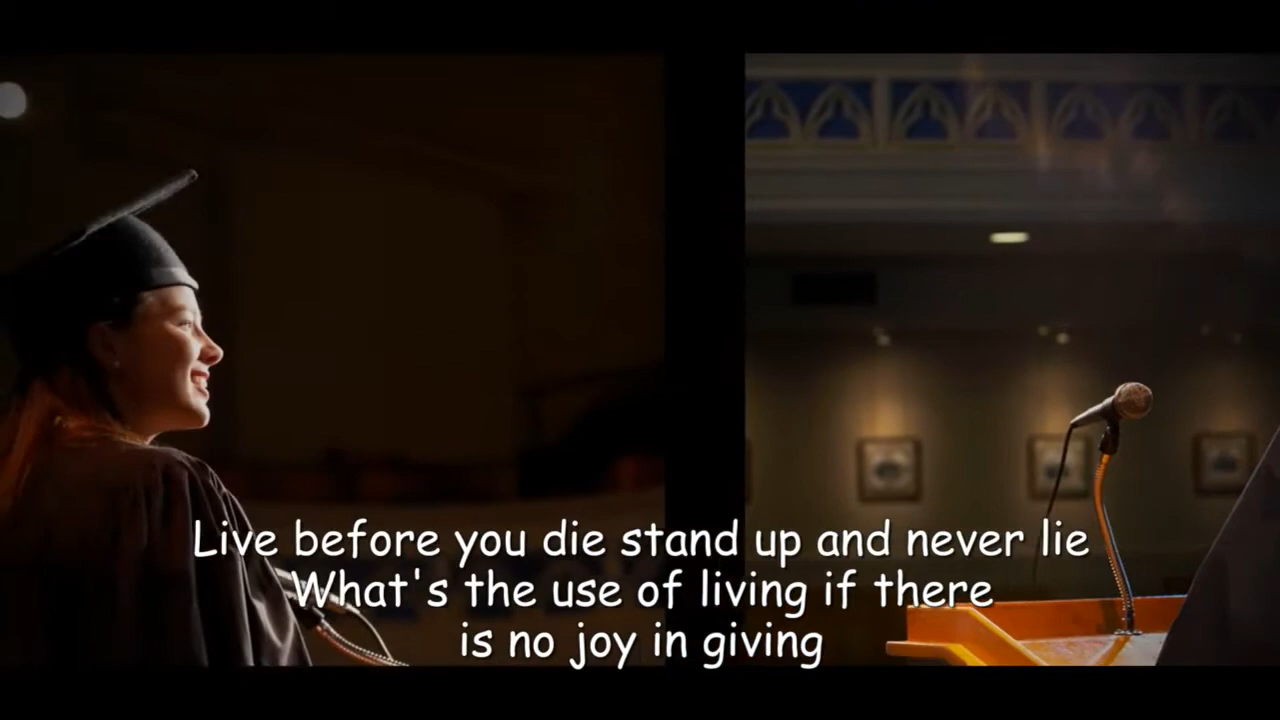 Live before you die stand up and never lie
What's the use of living if there
is no joy in giving